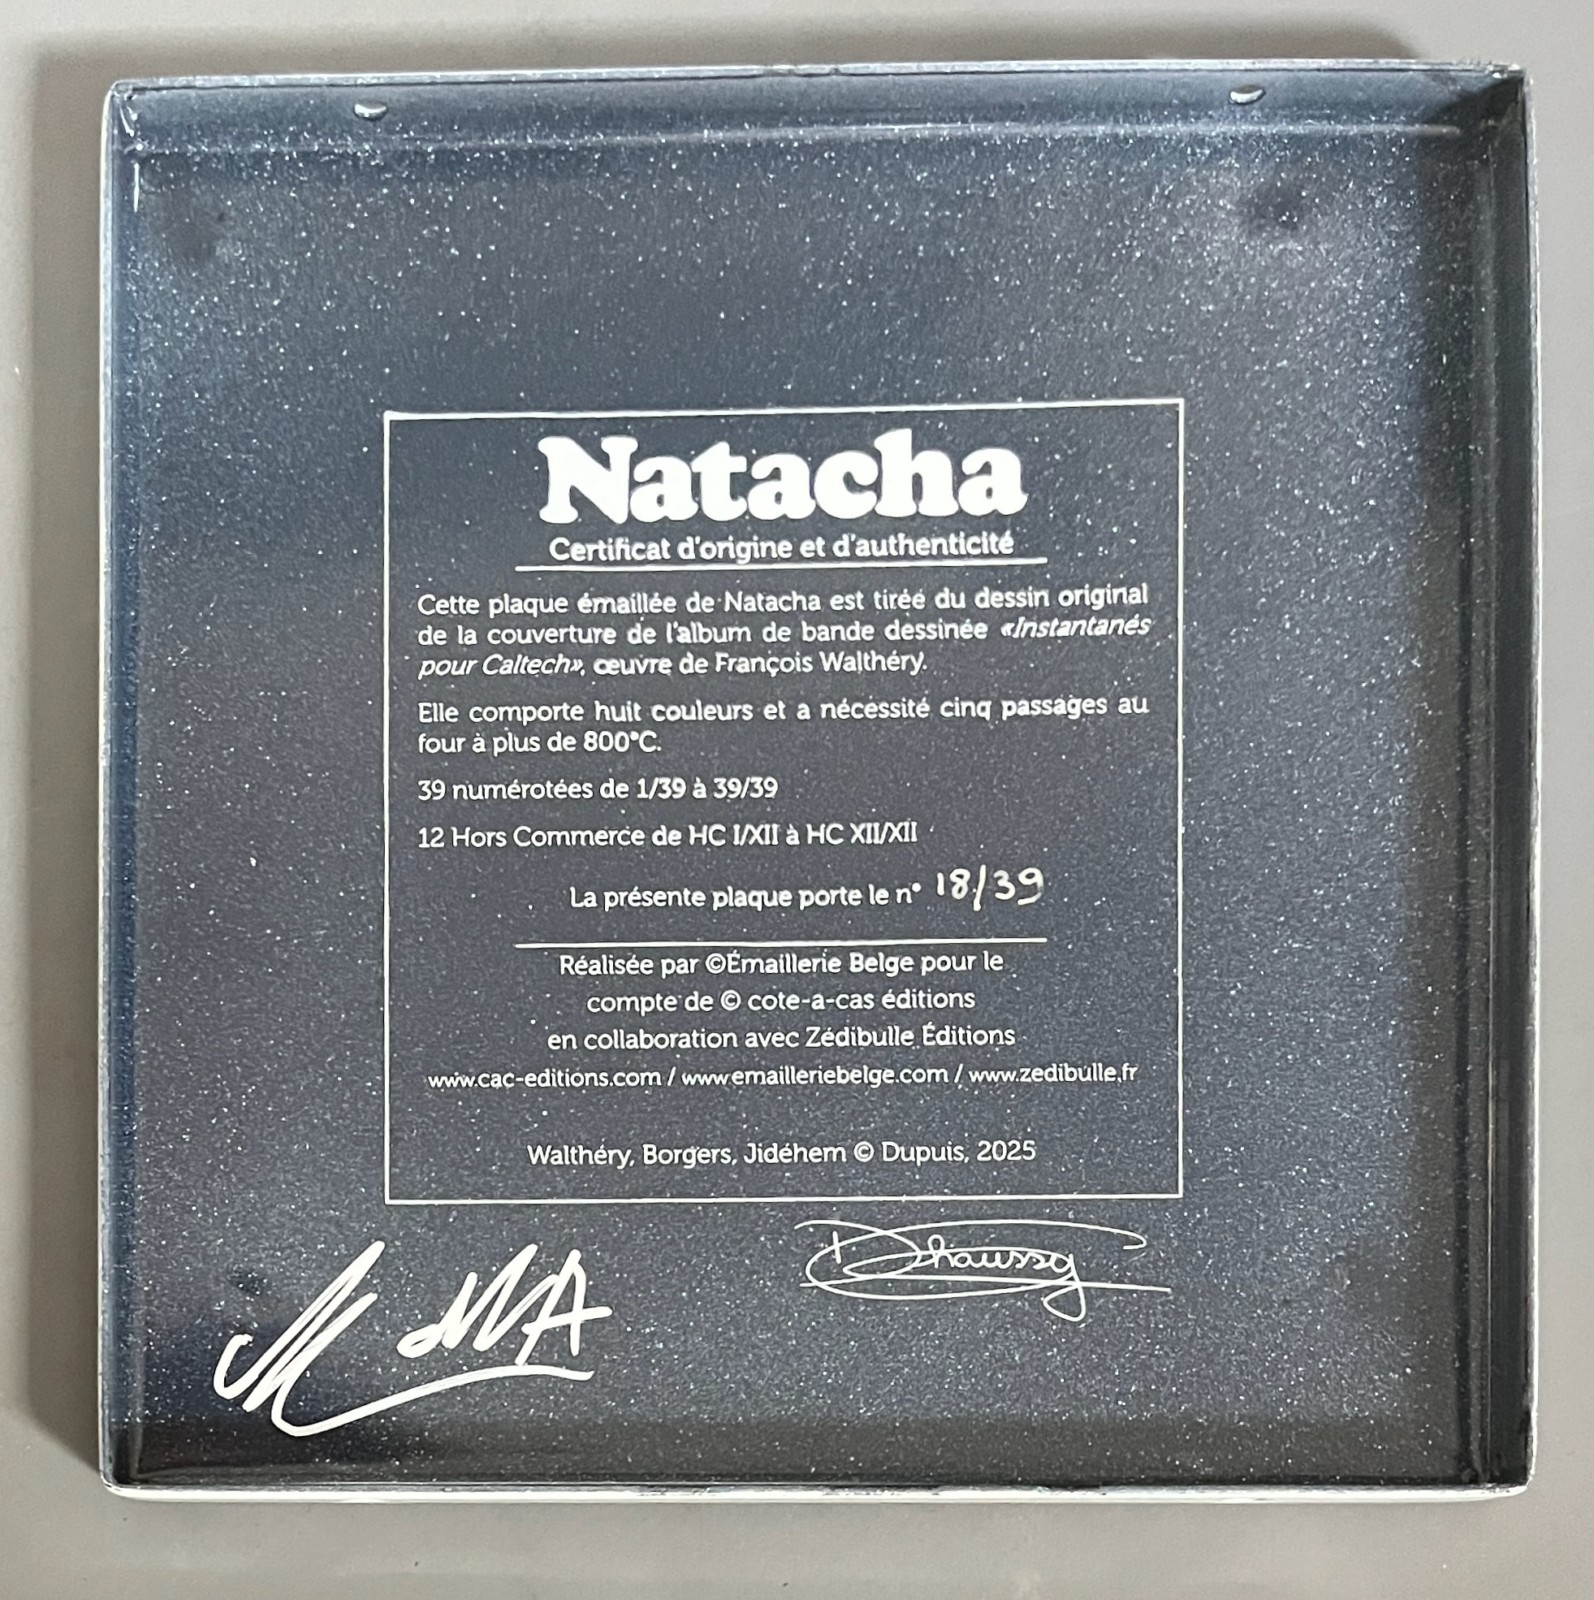 Natacha
Certificat d'origine et d'authenticité
Cette plaque émaillée de Natacha est tirée du dessin original
de la couverture de l'album de bande dessinée «Instantanés
pour Caltech», œuvre de François Walthéry.
Elle comporte huit couleurs et a nécessité cinq passages au
four à plus de 800°C.
39 numérotées de 1/39 à 39/39
12 Hors Commerce de HC I/XII à HC XII/XII
La présente plaque porte le n° 18/39
Réalisée par ©Émaillerie Belge pour le
compte de © cote-a-cas éditions
en collaboration avec Zédibulle Éditions
www.cac-editions.com / www.emailleriebelge.com / www.zedibulle.fr
Walthéry, Borgers, Jidéhem © Dupuis, 2025